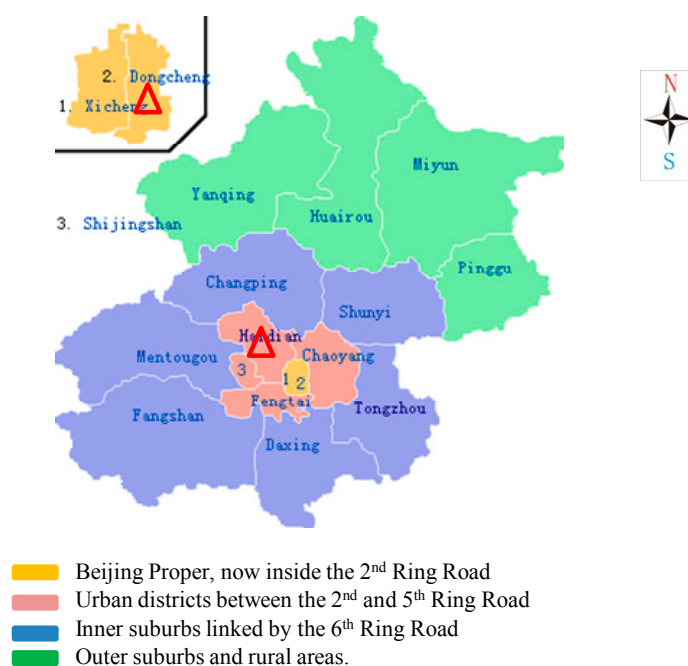 2. Dongcheng
1. Xicheng
N
S
Miyun
Yanqing
Huairou
3. Shijingshan
Pinggu
Changping
Shunyi
Haidian
Mentougou
Chaoyang
3
1 2
Fengtai
Fangshan
Tongzhou
Daxing
Beijing Proper, now inside the 2nd Ring Road
Urban districts between the 2nd and 5th Ring Road
Inner suburbs linked by the 6th Ring Road
Outer suburbs and rural areas.